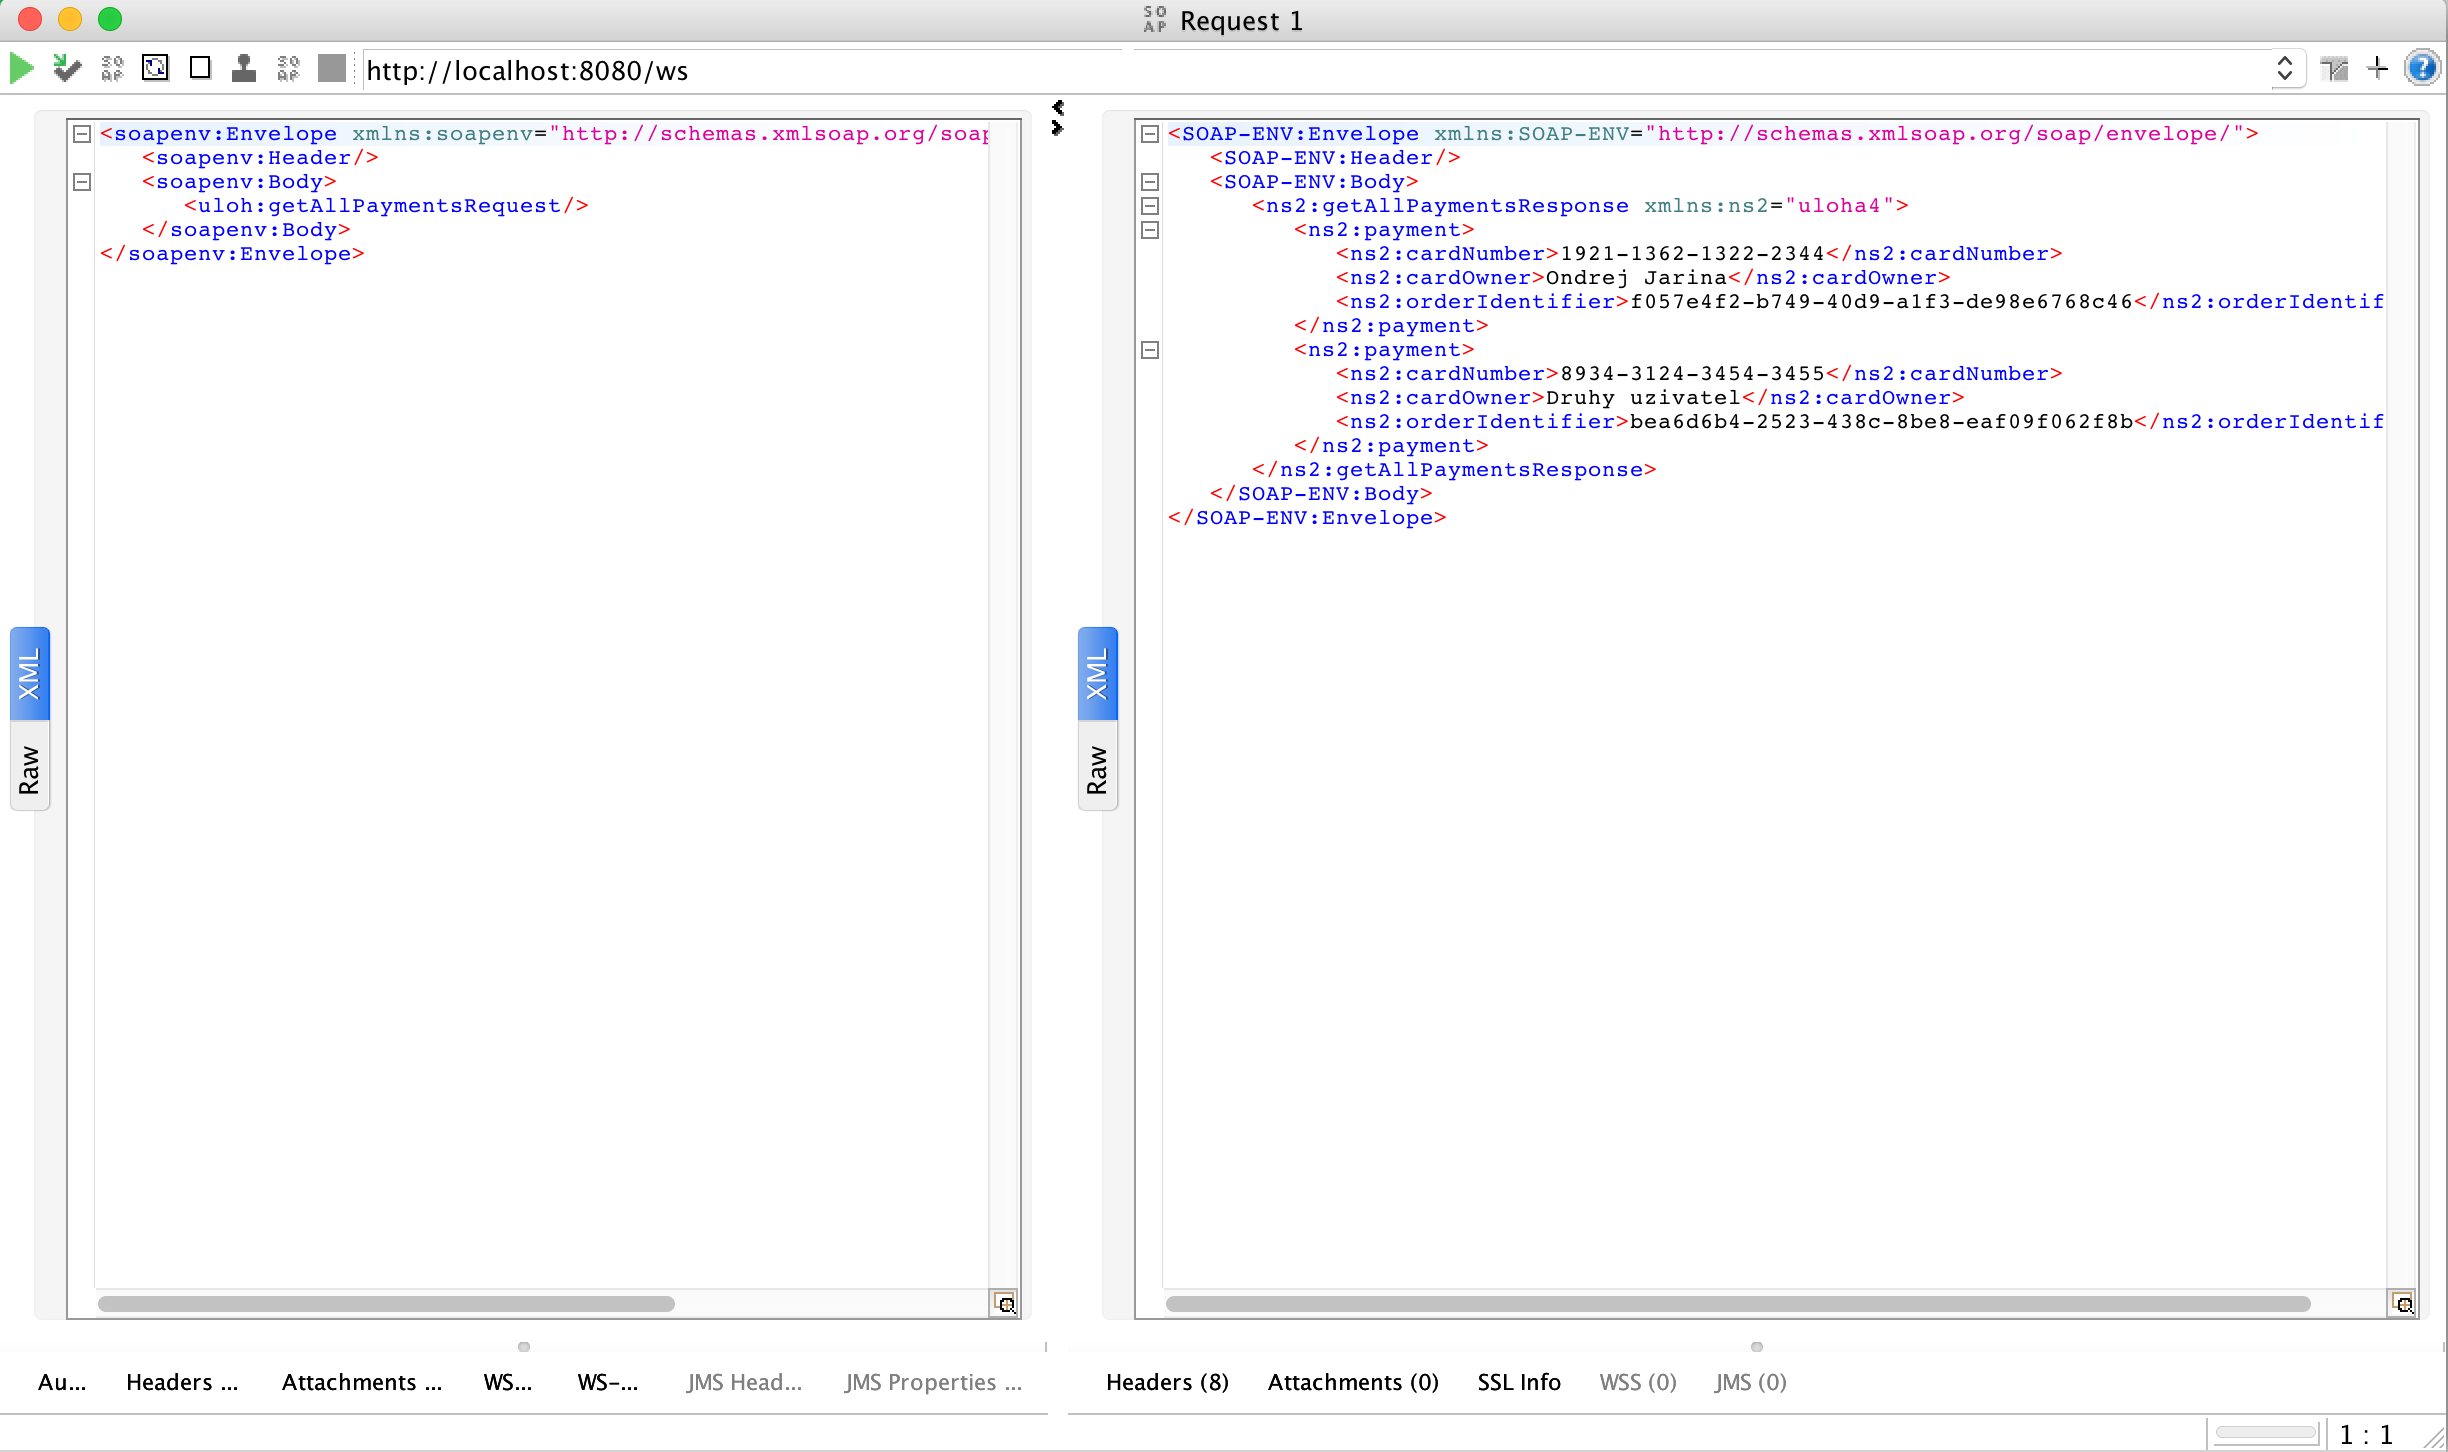 SOAP Request 1
http://localhost:8080/ws
<soapenv:Envelope xmlns:soapenv="http://schemas.xmlsoap.org/soap
<soapenv:Header/>
<soapenv:Body>
<uloh:getAllPaymentsRequest/>
</soapenv:Body>
</soapenv:Envelope>
XML
Raw
<SOAP-ENV:Envelope xmlns:SOAP-ENV="http://schemas.xmlsoap.org/soap/envelope/">
<SOAP-ENV:Header/>
<SOAP-ENV:Body>
<ns2:getAllPaymentsResponse xmlns:ns2="uloha4">
<ns2:payment>
<ns2:cardNumber>1921-1362-1322-2344</ns2:cardNumber>
<ns2:cardOwner>Ondrej Jarina</ns2:cardOwner>
<ns2:orderIdentifier>f057e4f2-b749-40d9-a1f3-de98e6768c46</ns2:orderIdentif
</ns2:payment>
<ns2:payment>
<ns2:cardNumber>8934-3124-3454-3455</ns2:cardNumber>
<ns2:cardOwner>Druhy uzivatel</ns2:cardOwner>
<ns2:orderIdentifier>bea6d6b4-2523-438c-8be8-eaf09f062f8b</ns2:orderIdentif
</ns2:payment>
</ns2:getAllPaymentsResponse>
</SOAP-ENV:Body>
</SOAP-ENV:Envelope>
XML
Raw
Au... Headers ... Attachments ... WS... WS-... JMS Head... JMS Properties ...
Headers (8) Attachments (0) SSL Info WSS (0) JMS (0)
1 : 1